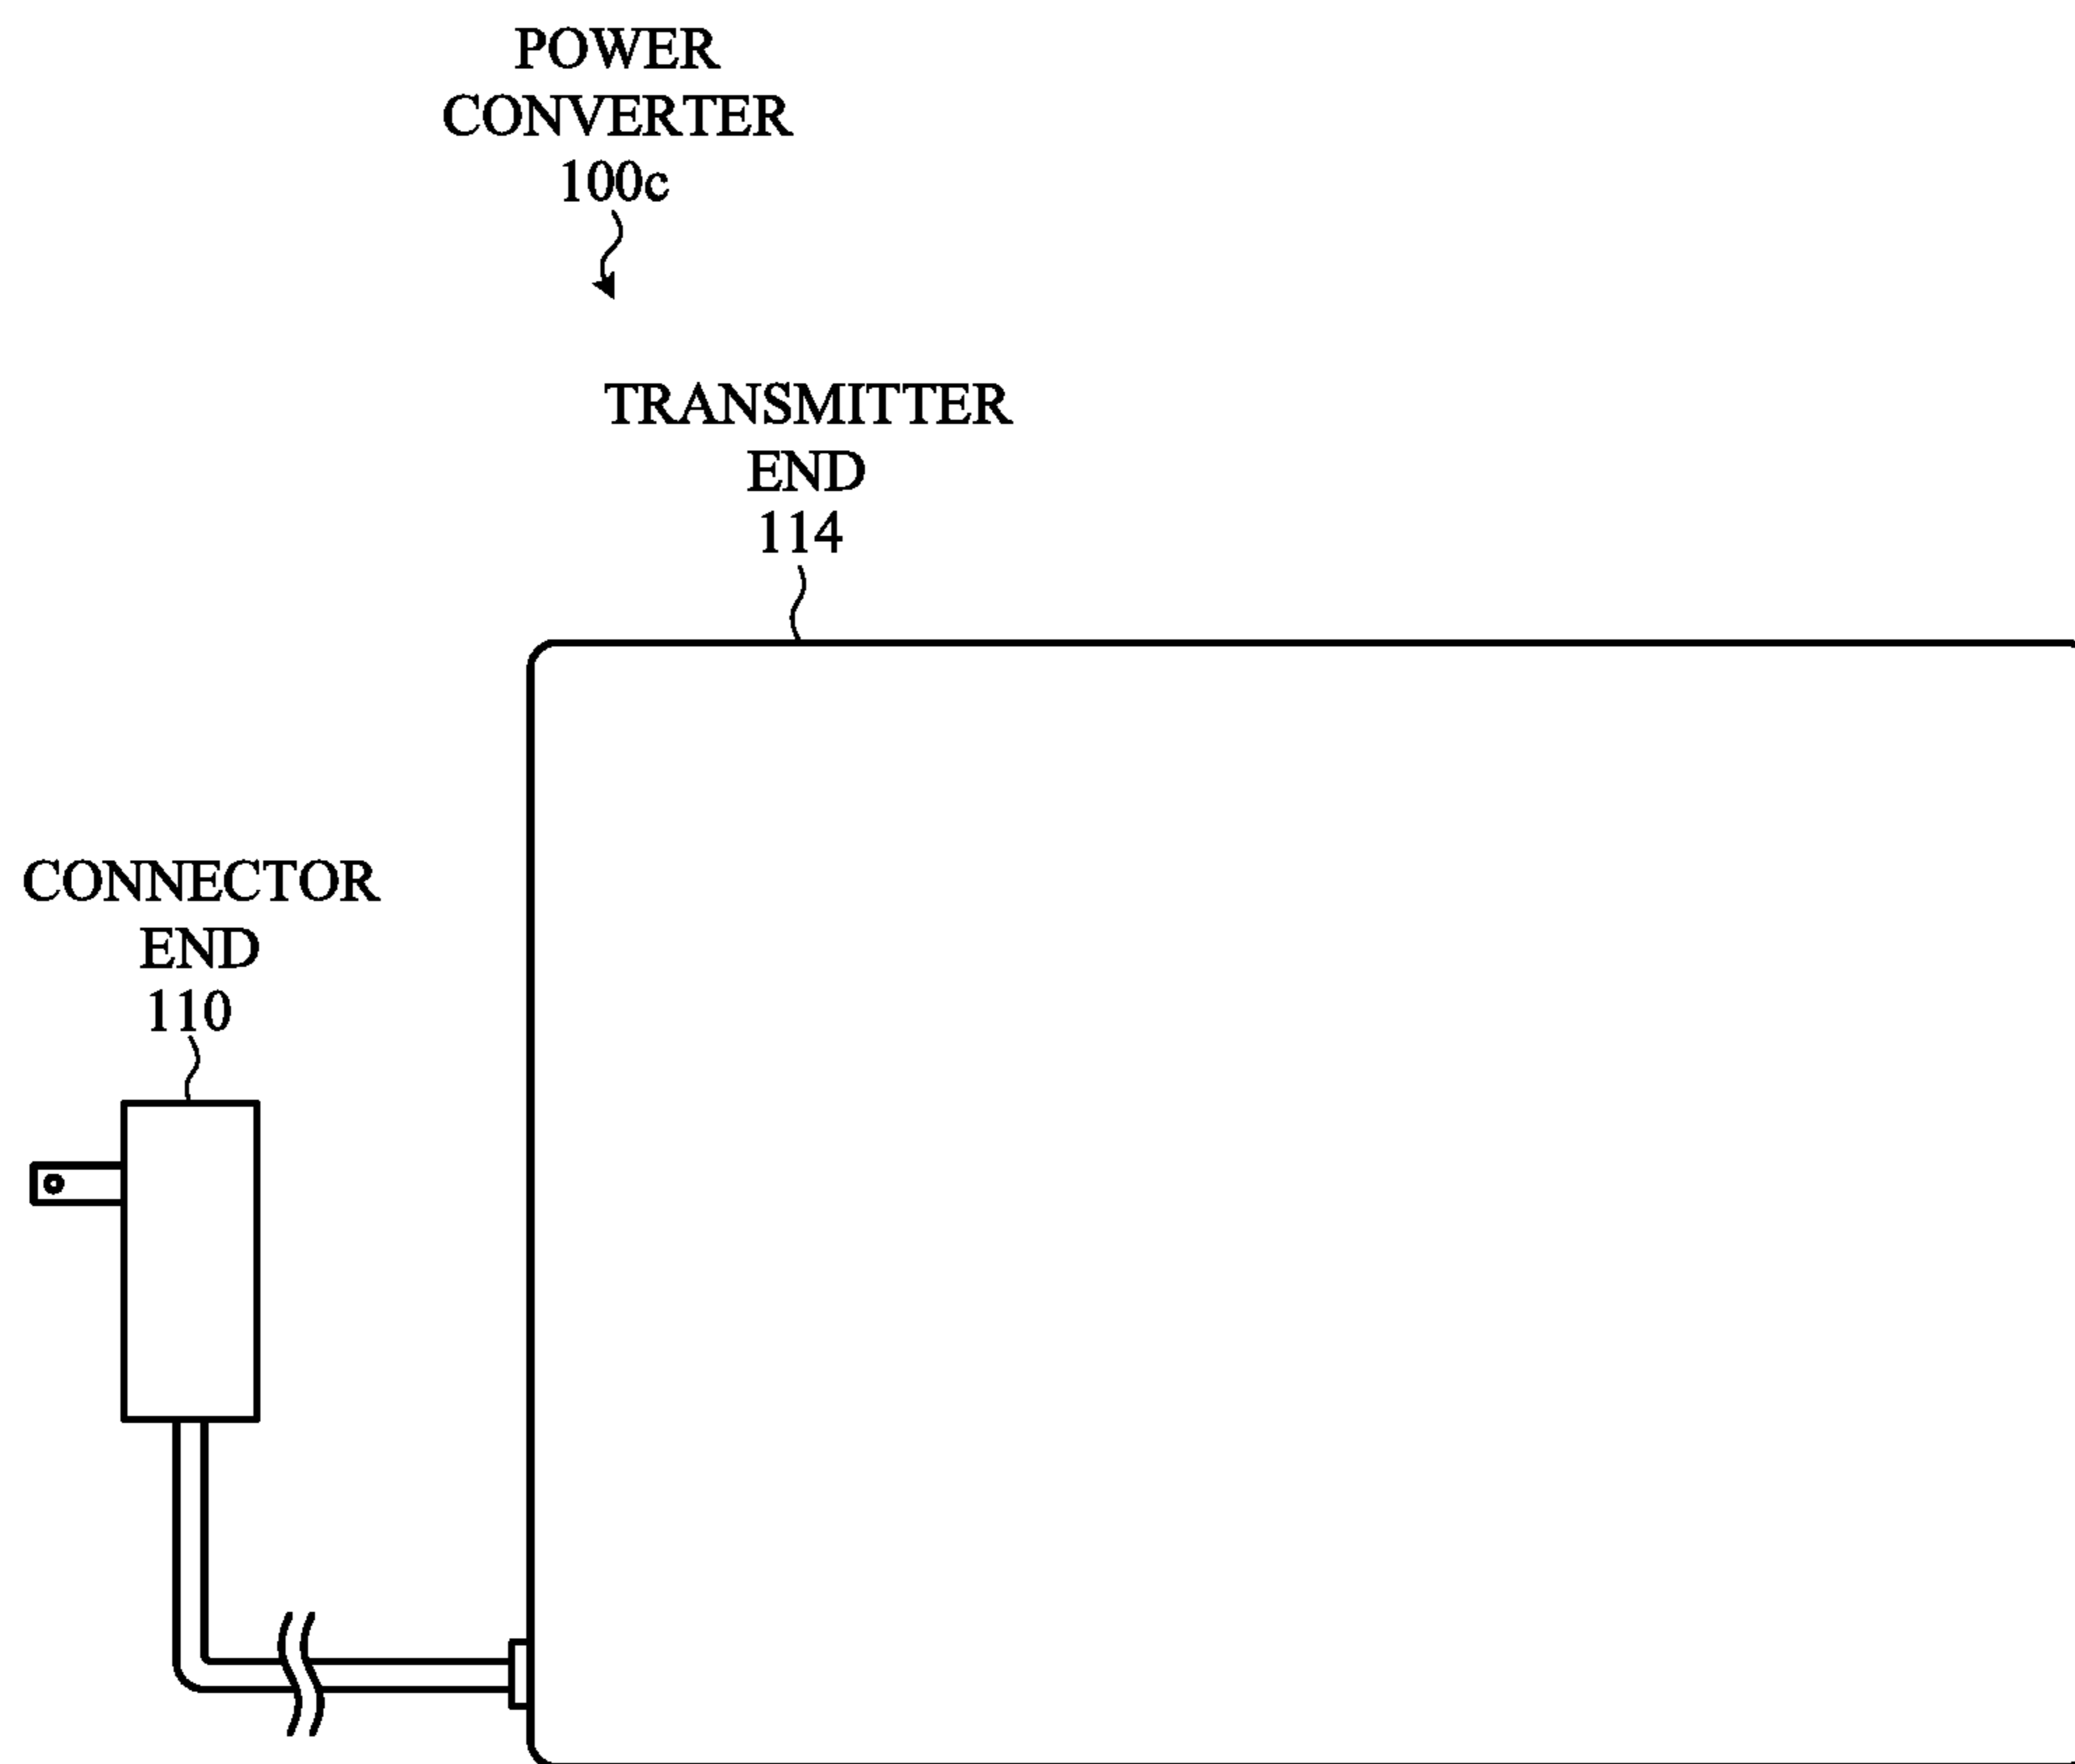 POWER
CONVERTER
100c
TRANSMITTER
END
114
CONNECTOR
END
110